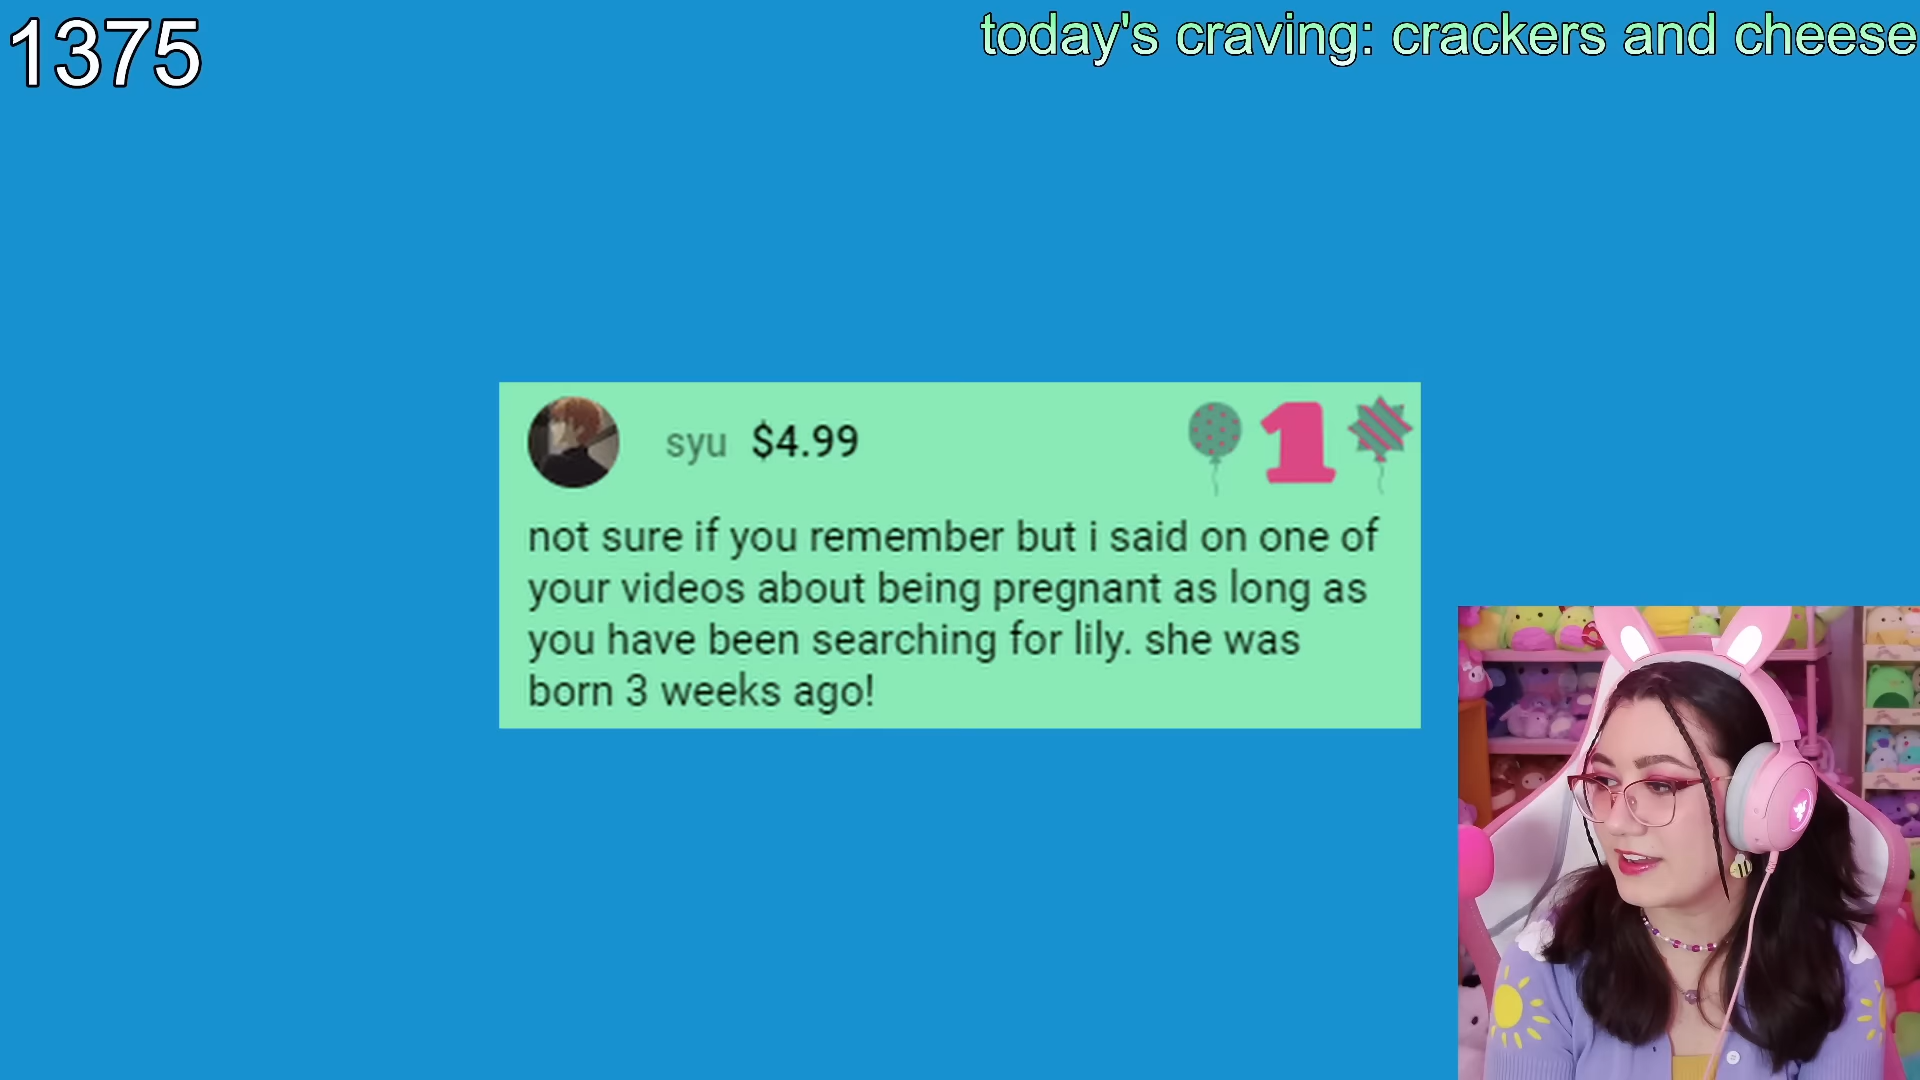 1375
today's craving: crackers and cheese
syu $4.99
1
not sure if you remember but i said on one of
your videos about being pregnant as long as
you have been searching for lily. she was
born 3 weeks ago!